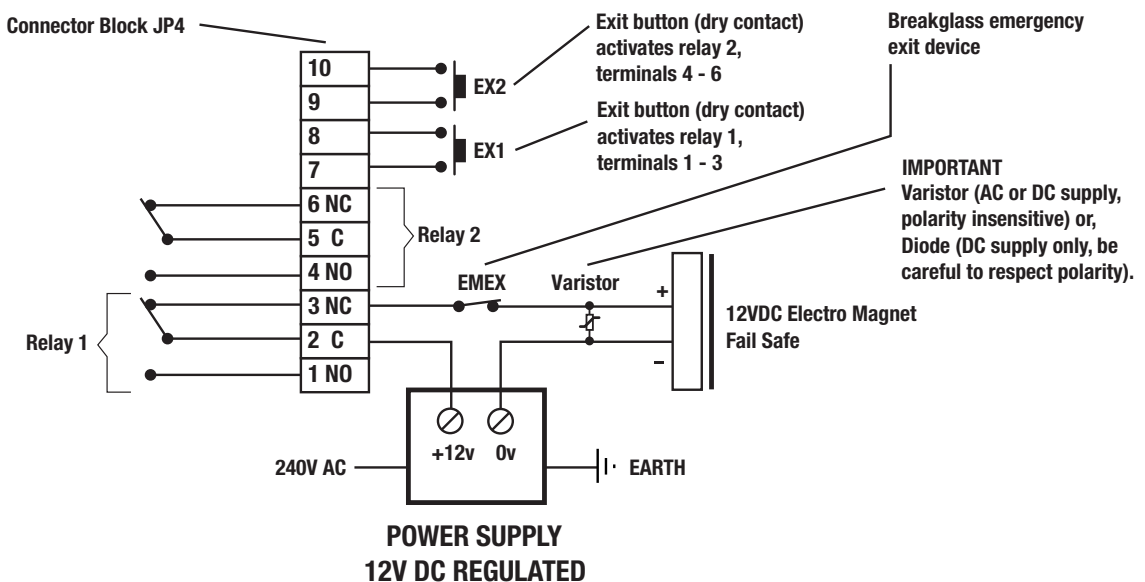 Connector Block JP4
Exit button (dry contact)
activates relay 2,
terminals 4 - 6
Breakglass emergency
exit device
10
9
EX2
8
7
EX1
Exit button (dry contact)
activates relay 1,
terminals 1 - 3
IMPORTANT
Varistor (AC or DC supply,
polarity insensitive) or,
Diode (DC supply only, be
careful to respect polarity).
6 NC
5 C
4 NO
Relay 2
3 NC
2 C
1 NO
Relay 1
EMEX
Varistor
+
–
12VDC Electro Magnet
Fail Safe
+12v
0v
240V AC
EARTH
POWER SUPPLY
12V DC REGULATED